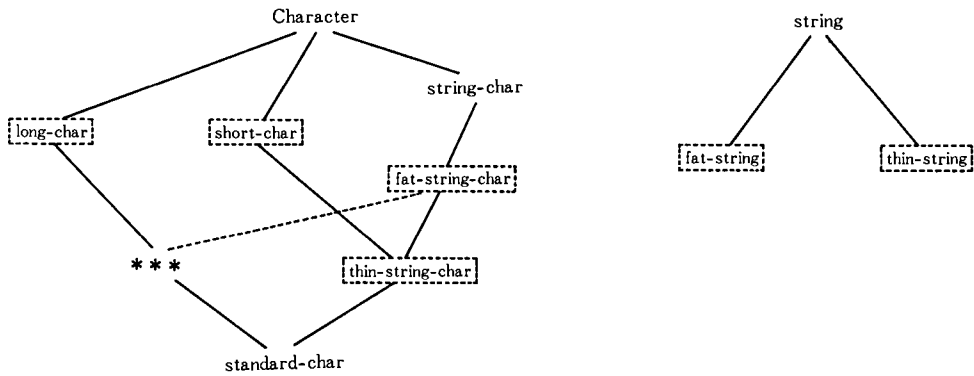 Character
string
string-char
long-char
short-char
fat-string
thin-string
fat-string-char
* * *
thin-string-char
standard-char